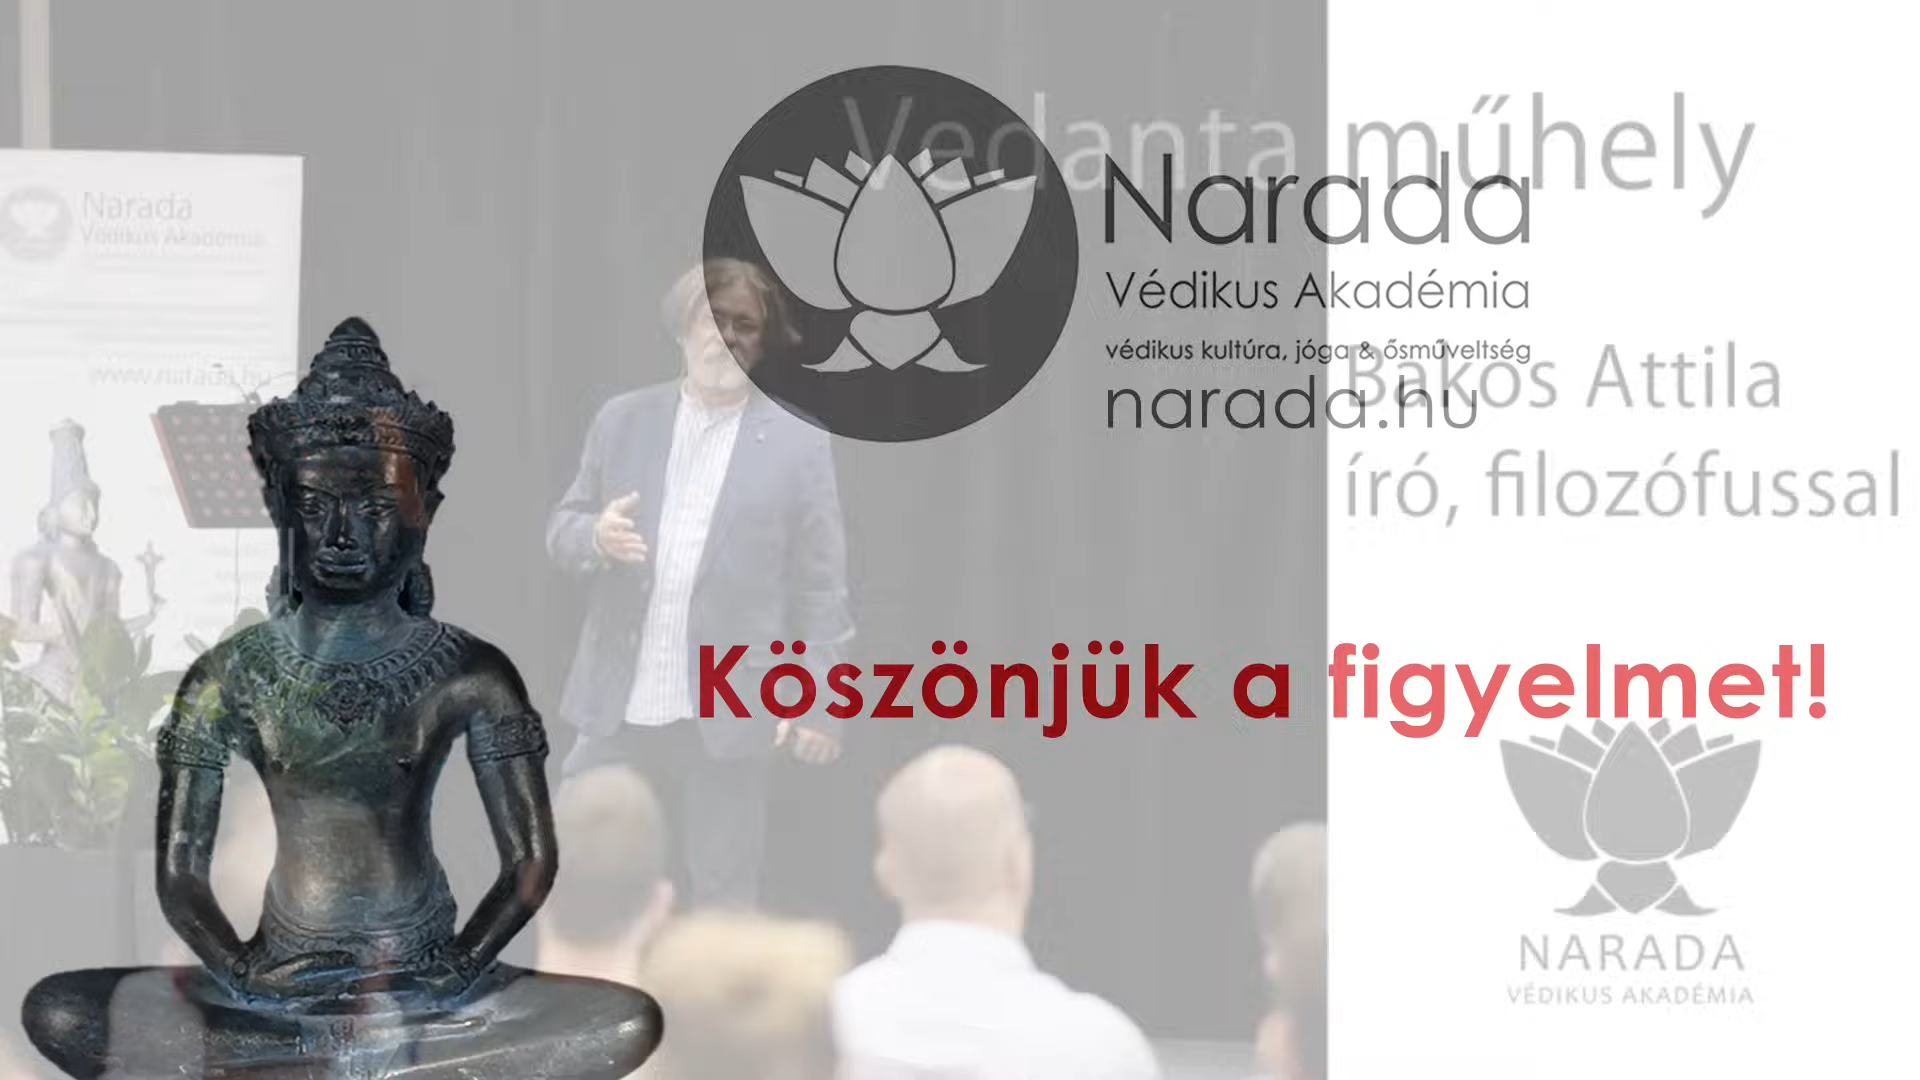 Vedanta műhely
Narada
Védikus Akadémia
védikus kultúra, jóga & ősműveltség
narada.hu
Bakos Attila
író, filozófussal
Narada
Védikus Akadémia
www.narada.hu
Köszönjük a figyelmet!
NARADA
VÉDIKUS AKADÉMIA